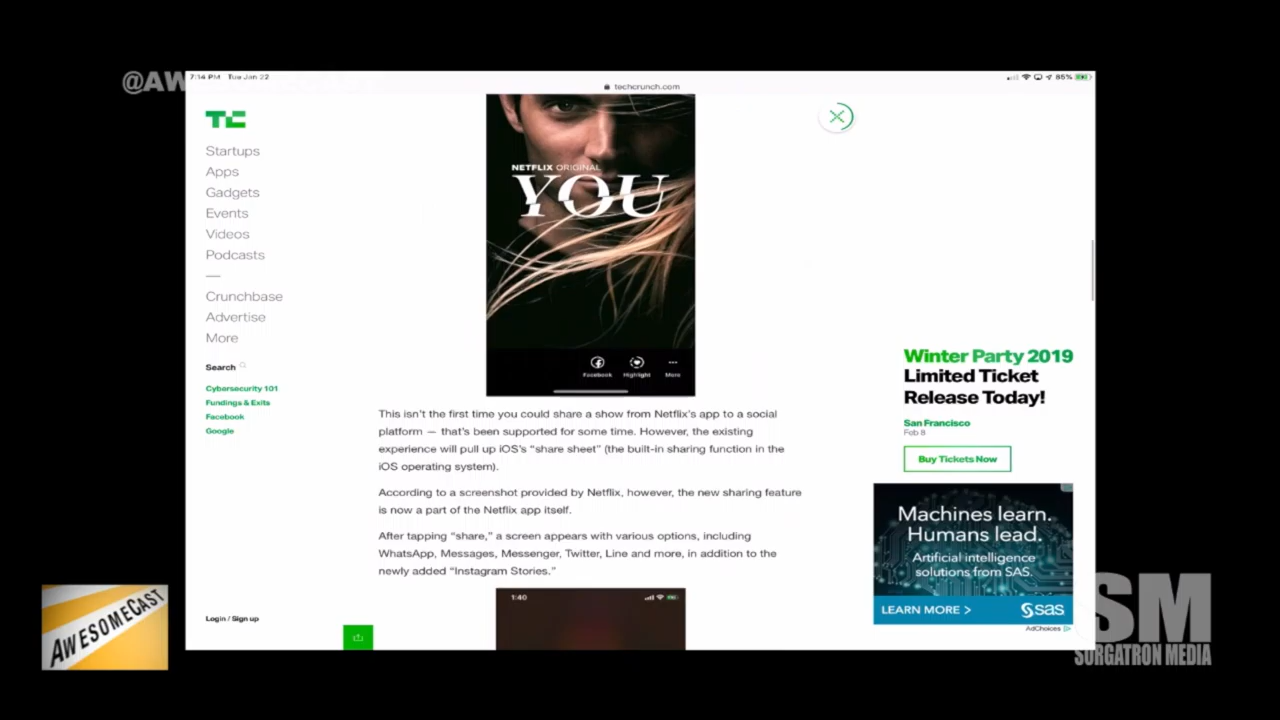 @AW
7:14 PM Tue Jan 22
85%
techcrunch.com
TC
Startups
Apps
Gadgets
Events
Videos
Podcasts
—
Crunchbase
Advertise
More
Search
Cybersecurity 101
Fundings & Exits
Facebook
Google
Login / Sign up
NETFLIX ORIGINAL
YOU
Facebook
Highlight
More
This isn't the first time you could share a show from Netflix's app to a social
platform — that's been supported for some time. However, the existing
experience will pull up iOS's “share sheet” (the built-in sharing function in the
iOS operating system).
According to a screenshot provided by Netflix, however, the new sharing feature
is now a part of the Netflix app itself.
After tapping “share,” a screen appears with various options, including
WhatsApp, Messages, Messenger, Twitter, Line and more, in addition to the
newly added “Instagram Stories.”
1:40
Winter Party 2019
Limited Ticket
Release Today!
San Francisco
Feb 8
Buy Tickets Now
Machines learn.
Humans lead.
Artificial intelligence
solutions from SAS.
LEARN MORE >
sas
AdChoices
AWESOMECAST
SM
SORGATRON MEDIA